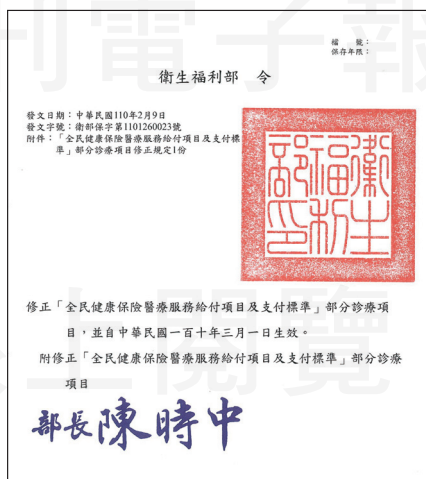 刊電子報
檔 號：
保存年限：
衛生福利部 令
發文日期：中華民國110年2月9日
發文字號：衛部保字第1101260023號
附件：「全民健康保險醫療服務給付項目及支付標
準」部分診療項目修正規定1份
衛生福利部印
修正「全民健康保險醫療服務給付項目及支付標準」部分診療項
目，並自中華民國一百十年三月一日生效。
附修正「全民健康保險醫療服務給付項目及支付標準」部分診療
項目
線上閱覽
部長陳時中